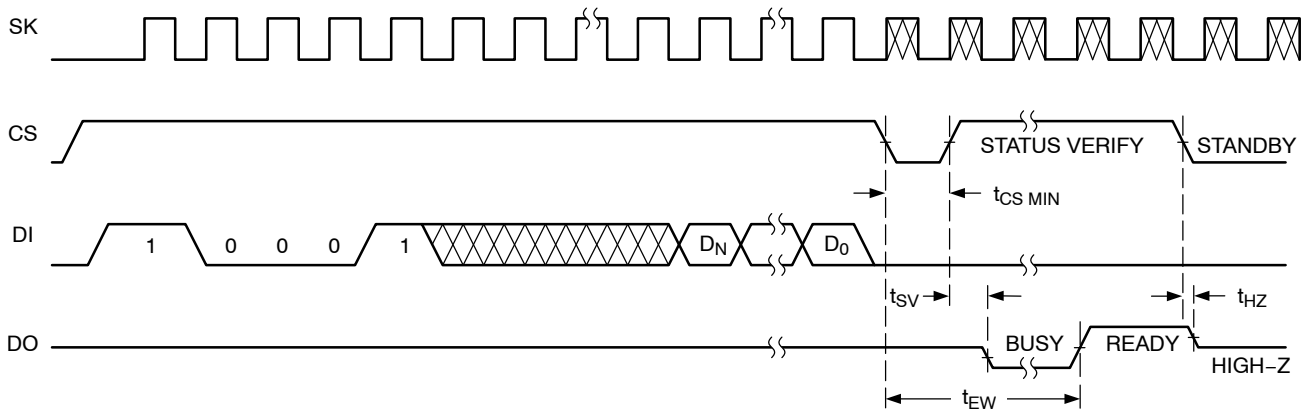 SK
CS
STATUS VERIFY
STANDBY
tCS MIN
DI
1 0 0 0 1 DN D0
tSV
tHZ
DO
BUSY
READY
HIGH–Z
tEW